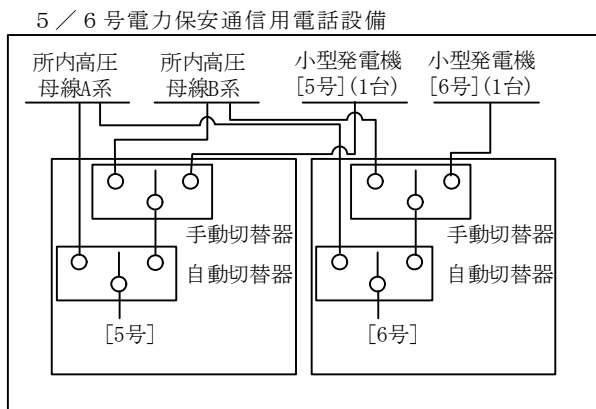 5/6号電力保安通信用電話設備
所内高圧
母線A系
所内高圧
母線B系
小型発電機
[5号](1台)
小型発電機
[6号](1台)
手動切替器
自動切替器
[5号]
手動切替器
自動切替器
[6号]